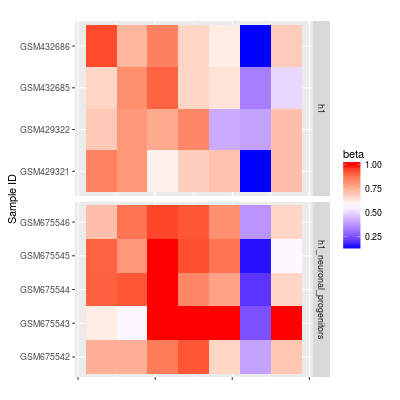 GSM432686
GSM432685
GSM429322
GSM429321
h1
GSM675546
GSM675545
GSM675544
GSM675543
GSM675542
h1_neuronal_progenitors
Sample ID
beta
1.00
0.75
0.50
0.25